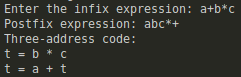 Enter the infix expression: a+b*c
Postfix expression: abc*+
Three-address code:
t = b * c
t = a + t